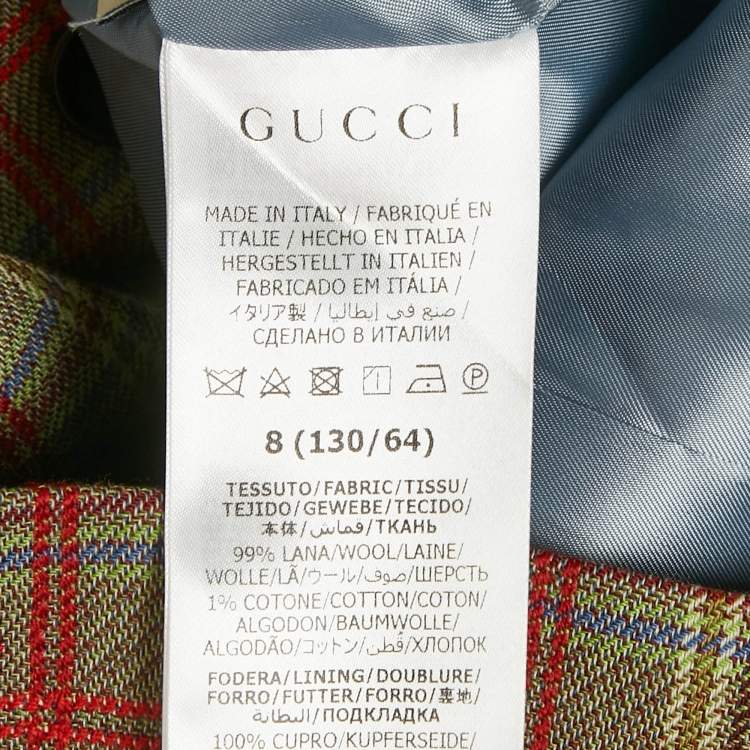 GUCCI
MADE IN ITALY / FABRIQUÉ EN
ITALIE / HECHO EN ITALIA /
HERGESTELLT IN ITALIEN /
FABRICADO EM ITÁLIA /
イタリア製 / صنع في إيطاليا /
СДЕЛАНО В ИТАЛИИ
P
8 (130/64)
TESSUTO/FABRIC/TISSU/
TEJIDO/GEWEBE/TECIDO/
本体/قماش/ТКАНЬ
99% LANA/WOOL/LAINE/
WOLLE/LÃ/ウール/صوف/ШЕРСТЬ
1% COTONE/COTTON/COTON/
ALGODON/BAUMWOLLE/
ALGODÃO/コットン/قُطن/ХЛОПОК
FODERA/LINING/DOUBLURE/
FORRO/FUTTER/FORRO/裏地/
البطانة/ПОДКЛАДКА
100% CUPRO/KUPFERSEIDE/